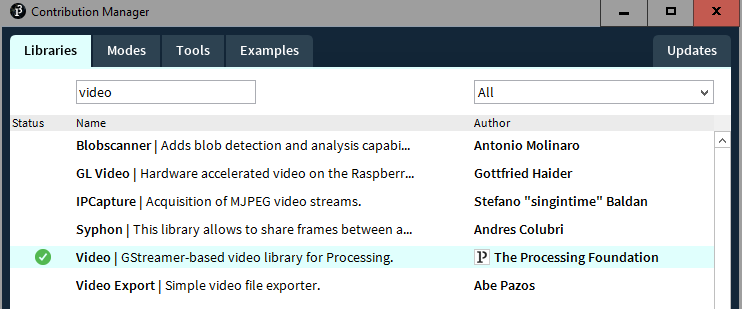 Contribution Manager
Libraries Modes Tools Examples Updates
video All
Status Name Author
Blobscanner | Adds blob detection and analysis capabi... Antonio Molinaro
GL Video | Hardware accelerated video on the Raspberr... Gottfried Haider
IPCapture | Acquisition of MJPEG video streams. Stefano "singintime" Baldan
Syphon | This library allows to share frames between a... Andres Colubri
Video | GStreamer-based video library for Processing. The Processing Foundation
Video Export | Simple video file exporter. Abe Pazos